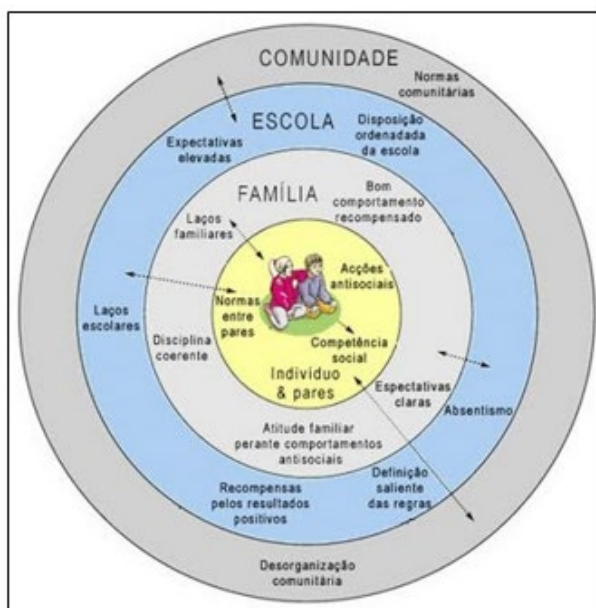 COMUNIDADE
Normas
comunitárias
ESCOLA
Disposição
ordenadada
da escola
Expectativas
elevadas
FAMÍLIA
Bom
comportamento
recompensado
Laços
familiares
Acções
antisociais
Normas
entre
pares
Laços
escolares
Disciplina
coerente
Competência
social
Indivíduo
& pares
Espectativas
claras
Absentismo
Atitude familiar
perante comportamentos
antisociais
Recompensas
pelos resultados
positivos
Definição
saliente
das regras
Desorganização
comunitária